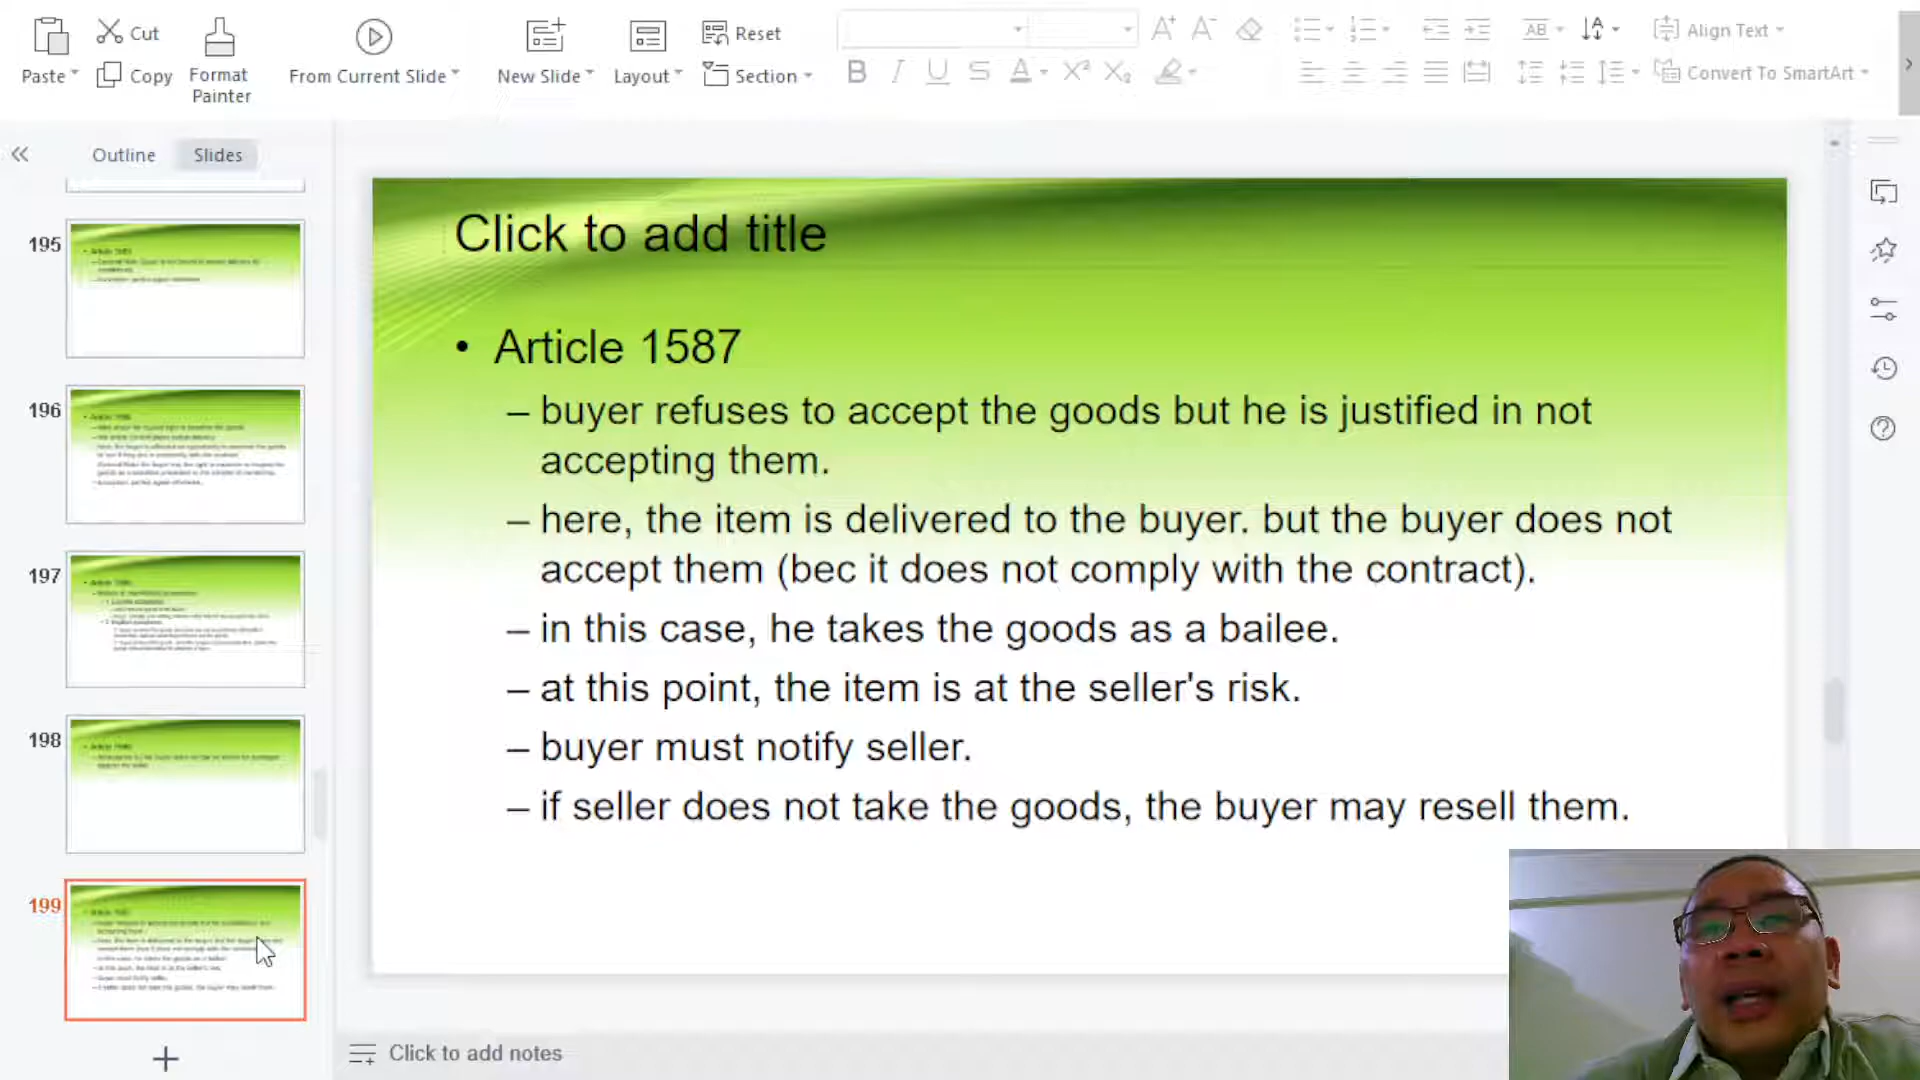 Paste
Cut
Copy
Format
Painter
From Current Slide
New Slide
Layout
Reset
Section
B I U S A X² X₂
AB
Align Text
Convert To SmartArt
Outline
Slides
195
196
197
198
199
Click to add title
• Article 1587
– buyer refuses to accept the goods but he is justified in not
accepting them.
– here, the item is delivered to the buyer. but the buyer does not
accept them (bec it does not comply with the contract).
– in this case, he takes the goods as a bailee.
– at this point, the item is at the seller's risk.
– buyer must notify seller.
– if seller does not take the goods, the buyer may resell them.
Click to add notes